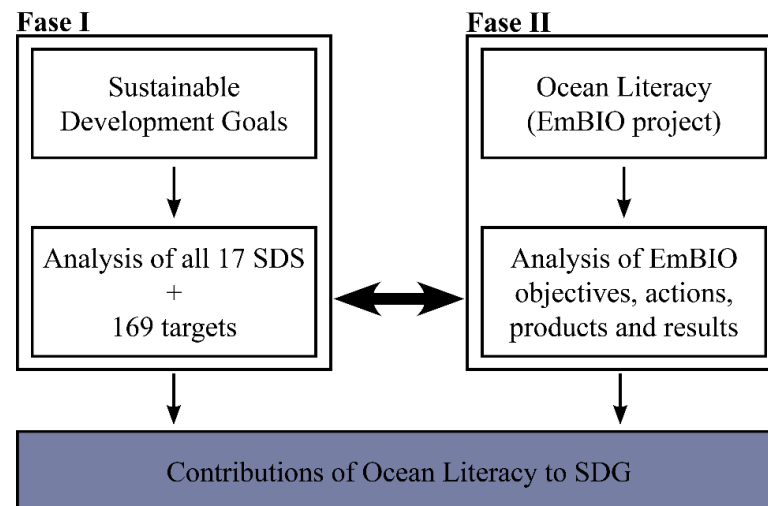 Fase I
Sustainable
Development Goals
Analysis of all 17 SDS
+
169 targets
Fase II
Ocean Literacy
(EmBIO project)
Analysis of EmBIO
objectives, actions,
products and results
Contributions of Ocean Literacy to SDG